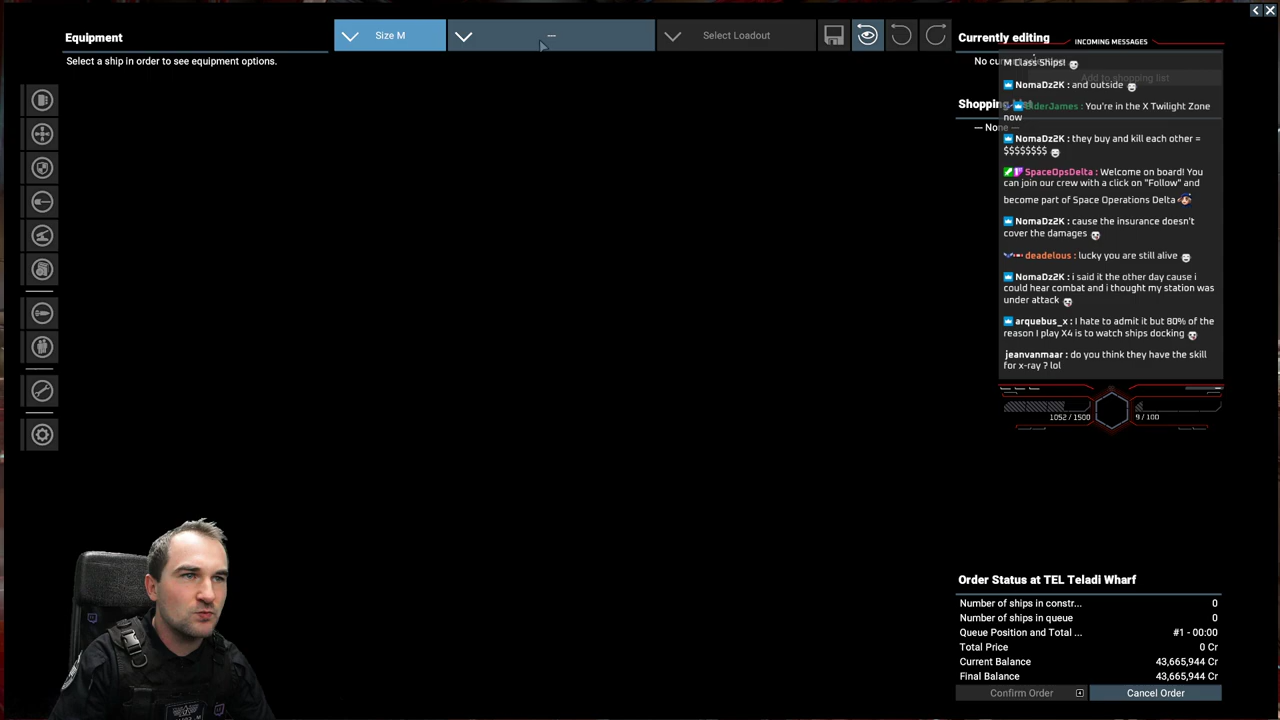 Equipment
Select a ship in order to see equipment options.
Size M
---
Select Loadout
Currently editing
Add to shopping list
--- None ---
INCOMING MESSAGES
M Class Ships!
NomaDz2K : and outside
ElderJames : You're in the X Twilight Zone
now
NomaDz2K : they buy and kill each other =
$$$$$$$$
SpaceOpsDelta : Welcome on board! You
can join our crew with a click on "Follow" and
become part of Space Operations Delta
NomaDz2K : cause the insurance doesn't
cover the damages
deadelous : lucky you are still alive
NomaDz2K : i said it the other day cause i
could hear combat and i thought my station was
under attack
arquebus_x : I hate to admit it but 80% of the
reason I play X4 is to watch ships docking
jeanvanmaar : do you think they have the skill
for x-ray ? lol
1052 / 1500
9 / 100
Order Status at TEL Teladi Wharf
Number of ships in constr... 0
Number of ships in queue 0
Queue Position and Total ... #1 - 00:00
Total Price 0 Cr
Current Balance 43,665,944 Cr
Final Balance 43,665,944 Cr
Confirm Order
Cancel Order